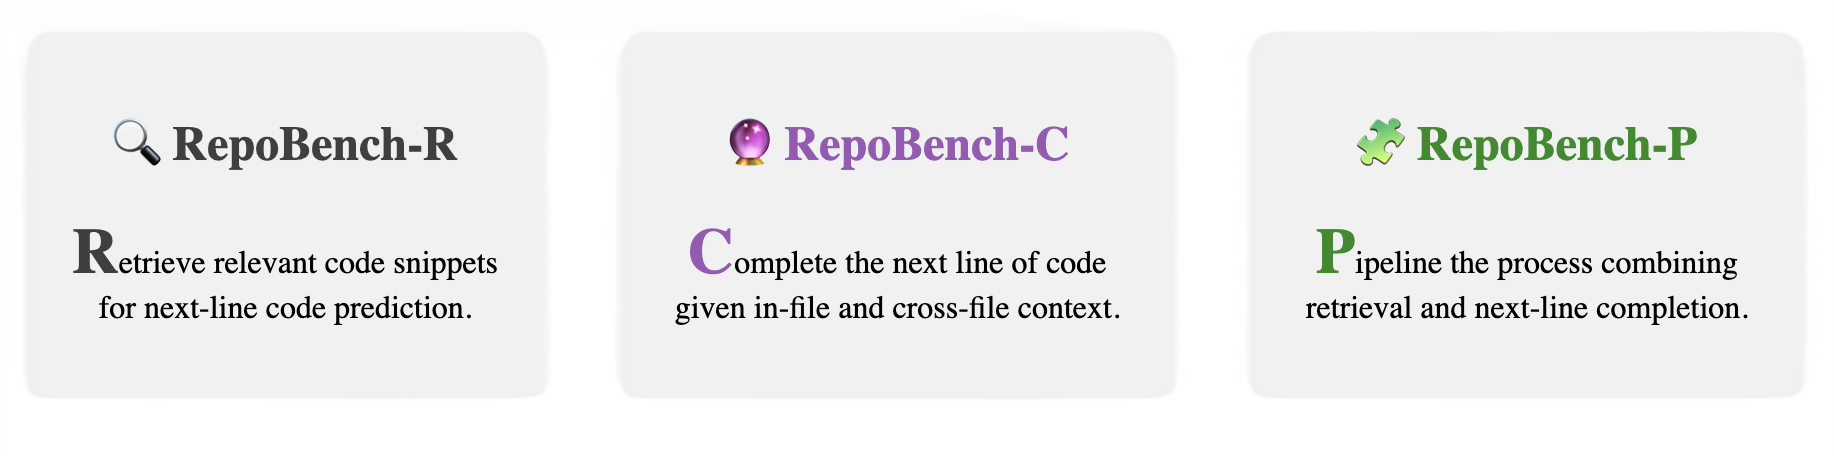 RepoBench-R
Retrieve relevant code snippets
for next-line code prediction.
RepoBench-C
Complete the next line of code
given in-file and cross-file context.
RepoBench-P
Pipeline the process combining
retrieval and next-line completion.